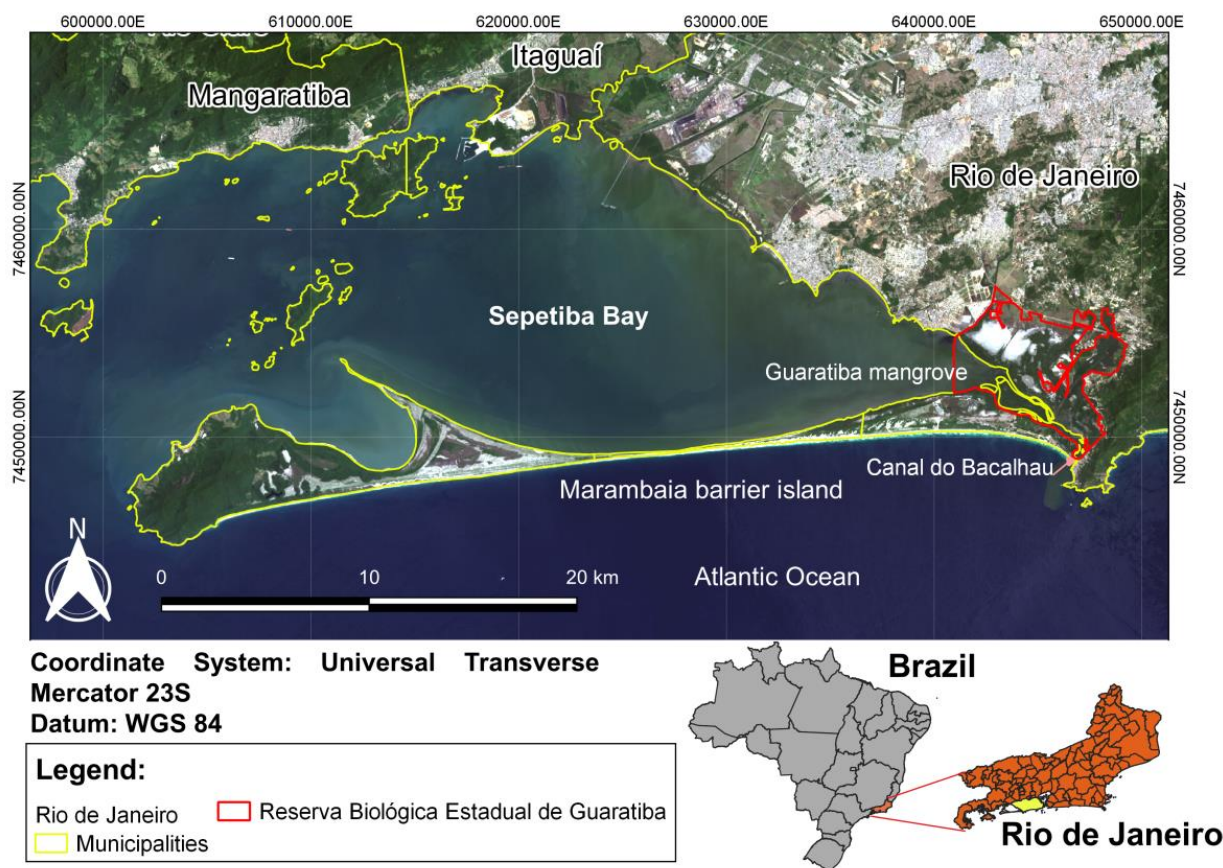 600000.00E 610000.00E 620000.00E 630000.00E 640000.00E 650000.00E
Itaguaí
Mangaratiba
Rio de Janeiro
7460000.00N
7460000.00N
Sepetiba Bay
Guaratiba mangrove
7450000.00N
7450000.00N
Canal do Bacalhau
Marambaia barrier island
N
0 10 20 km
Atlantic Ocean
Coordinate System: Universal Transverse
Mercator 23S
Datum: WGS 84
Brazil
Legend:
Rio de Janeiro
Reserva Biológica Estadual de Guaratiba
Municipalities
Rio de Janeiro